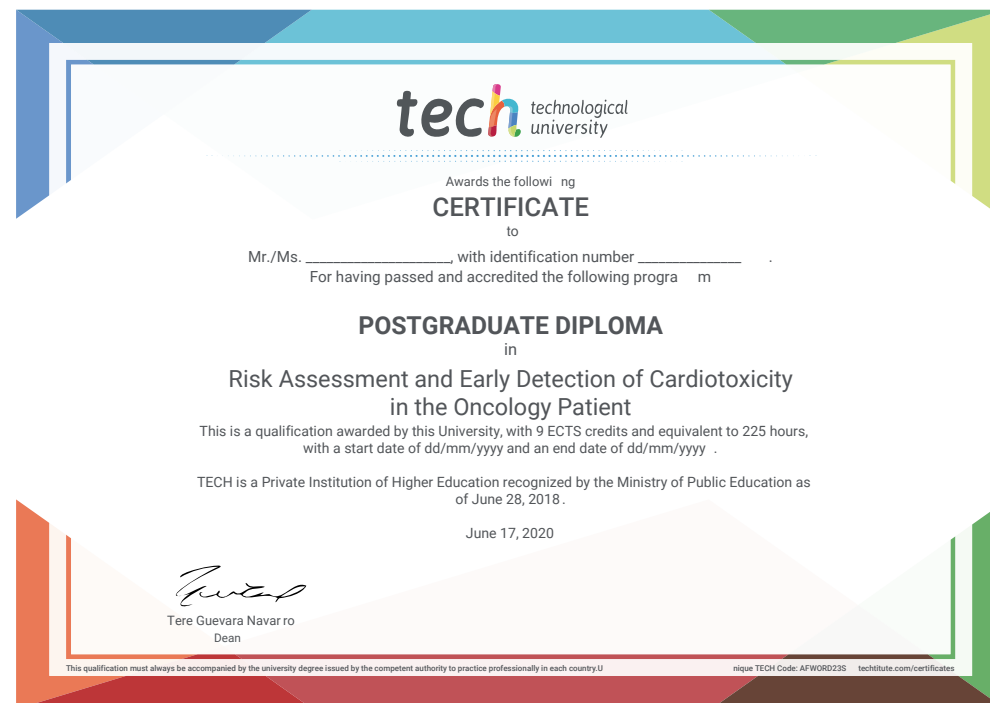 tech technological
university
Awards the followi ng
CERTIFICATE
to
Mr./Ms. ____________________, with identification number ______________ .
For having passed and accredited the following progra m
POSTGRADUATE DIPLOMA
in
Risk Assessment and Early Detection of Cardiotoxicity
in the Oncology Patient
This is a qualification awarded by this University, with 9 ECTS credits and equivalent to 225 hours,
with a start date of dd/mm/yyyy and an end date of dd/mm/yyyy .
TECH is a Private Institution of Higher Education recognized by the Ministry of Public Education as
of June 28, 2018.
June 17, 2020
Tere Guevara Navar ro
Dean
This qualification must always be accompanied by the university degree issued by the competent authority to practice professionally in each country.U nique TECH Code: AFWORD23S techtitute.com/certificates